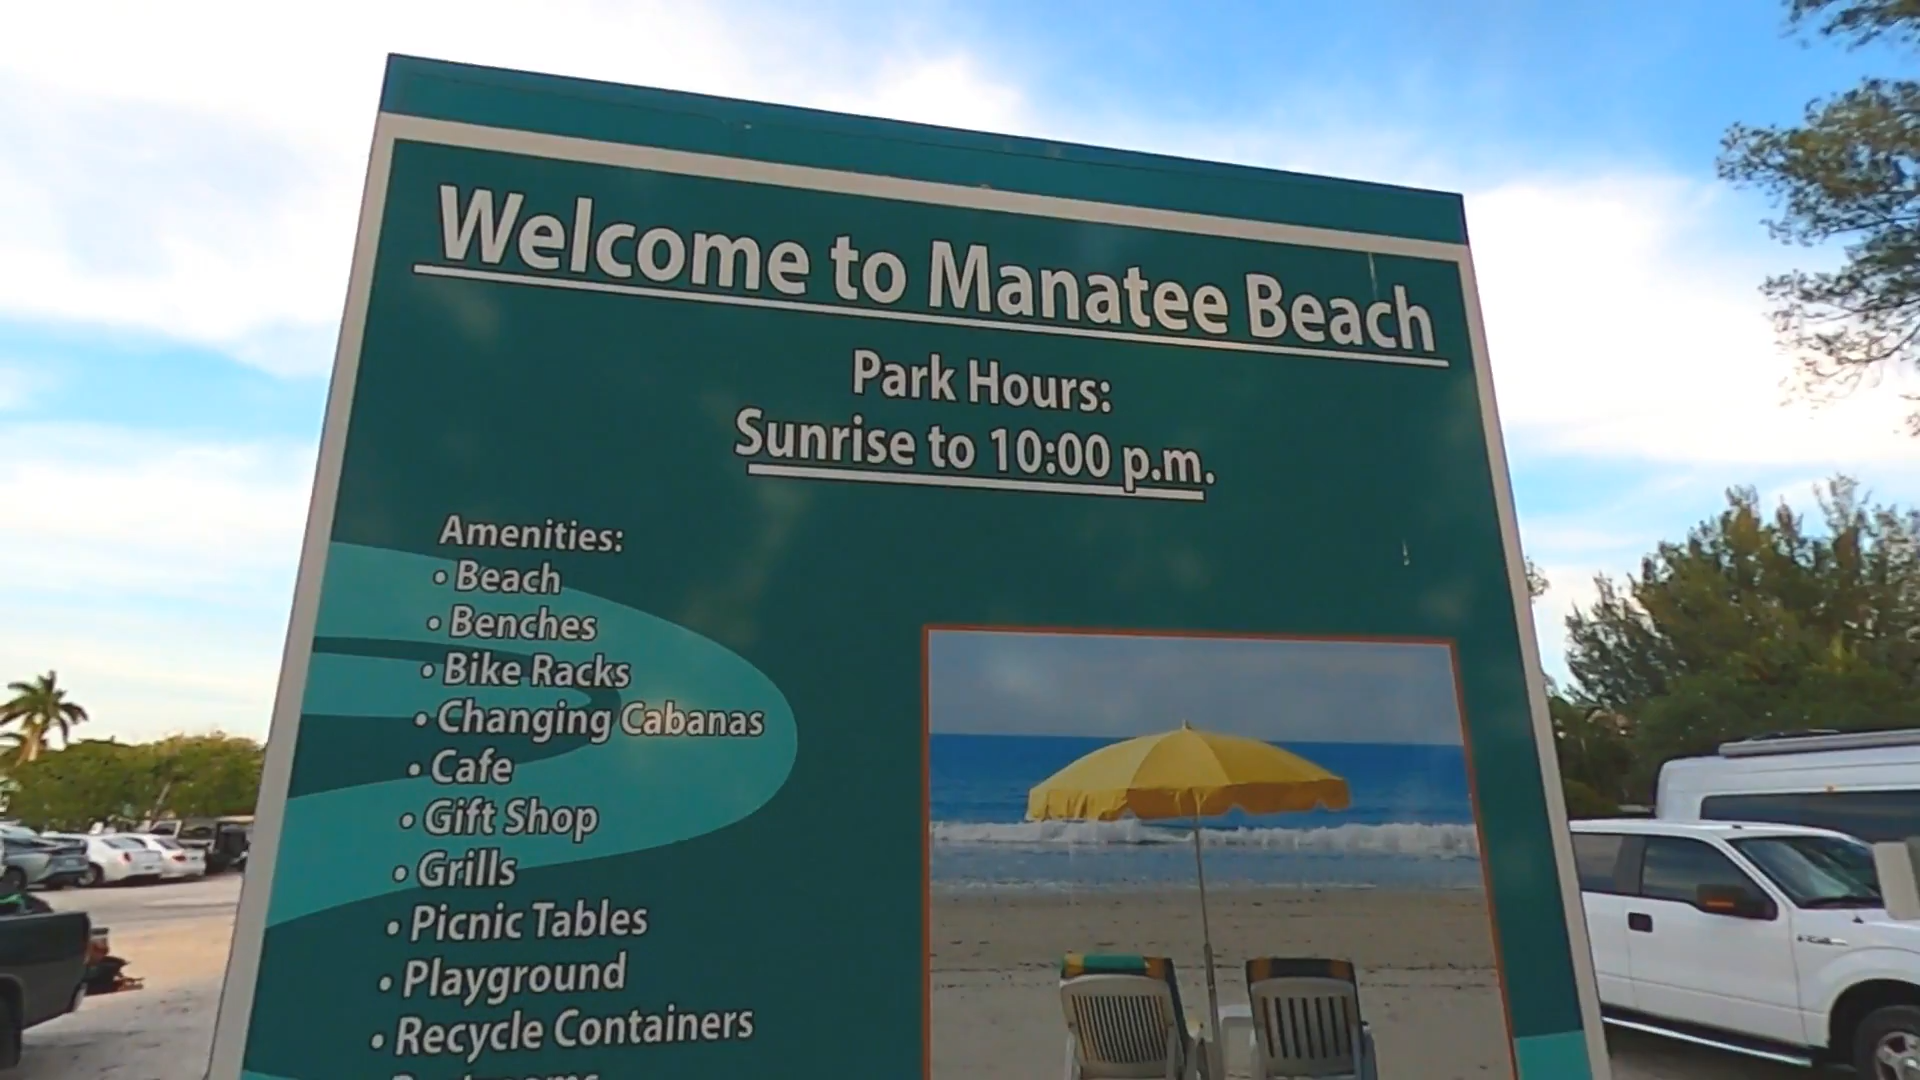 Welcome to Manatee Beach
Park Hours:
Sunrise to 10:00 p.m.
Amenities:
• Beach
• Benches
• Bike Racks
• Changing Cabanas
• Cafe
• Gift Shop
• Grills
• Picnic Tables
• Playground
• Recycle Containers